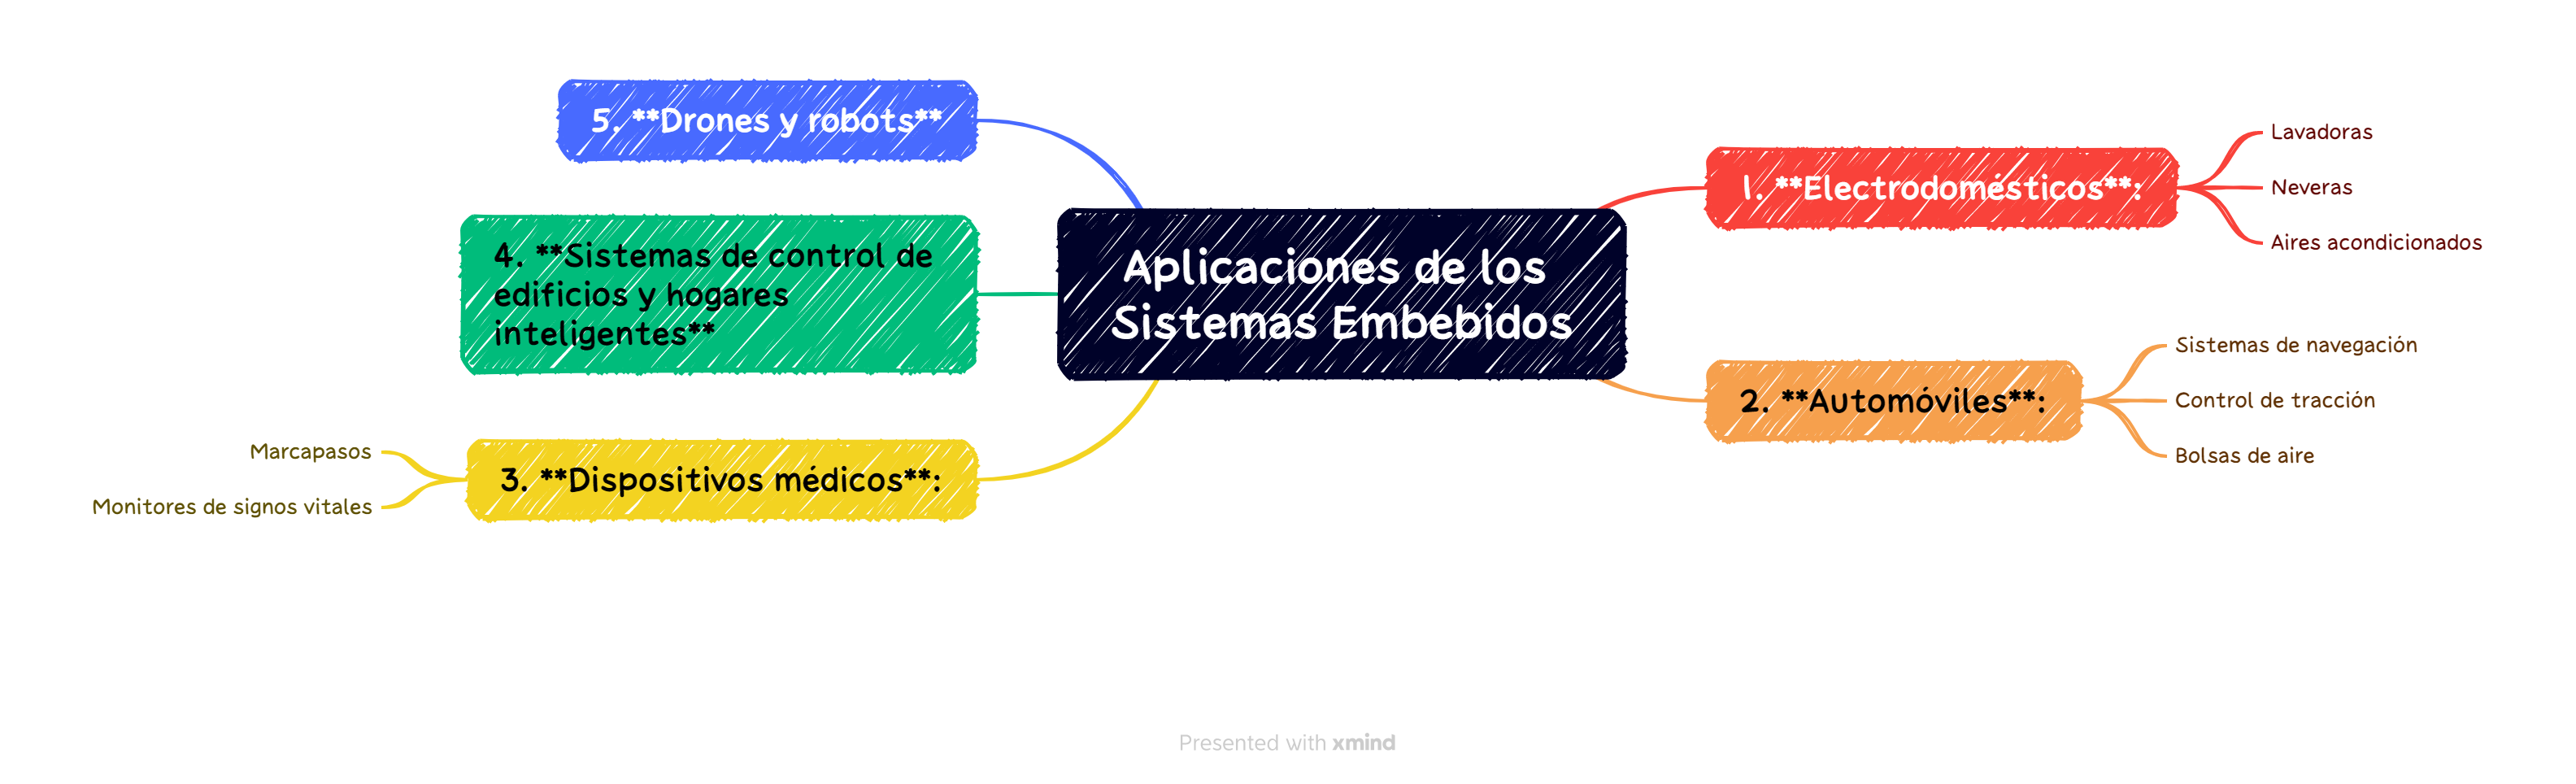 Aplicaciones de los
Sistemas Embebidos
1. **Electrodomésticos**:
Lavadoras
Neveras
Aires acondicionados
2. **Automóviles**:
Sistemas de navegación
Control de tracción
Bolsas de aire
3. **Dispositivos médicos**:
Marcapasos
Monitores de signos vitales
4. **Sistemas de control de
edificios y hogares
inteligentes**
5. **Drones y robots**
Presented with xmind